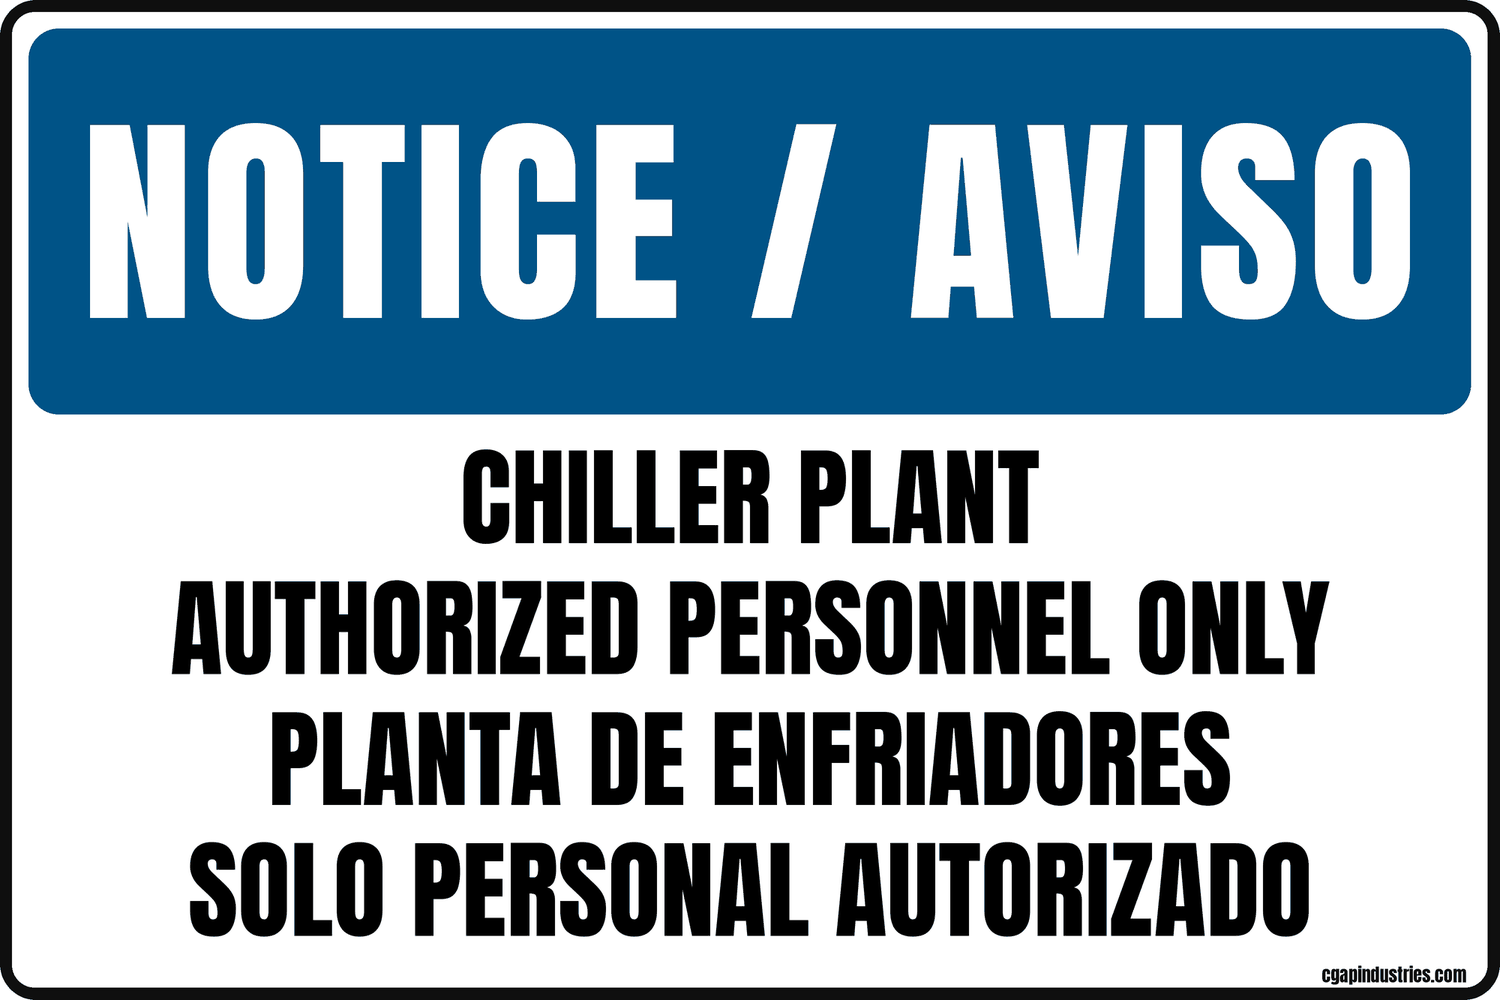 NOTICE / AVISO
CHILLER PLANT
AUTHORIZED PERSONNEL ONLY
PLANTA DE ENFRIADORES
SOLO PERSONAL AUTORIZADO
cgapindustries.com